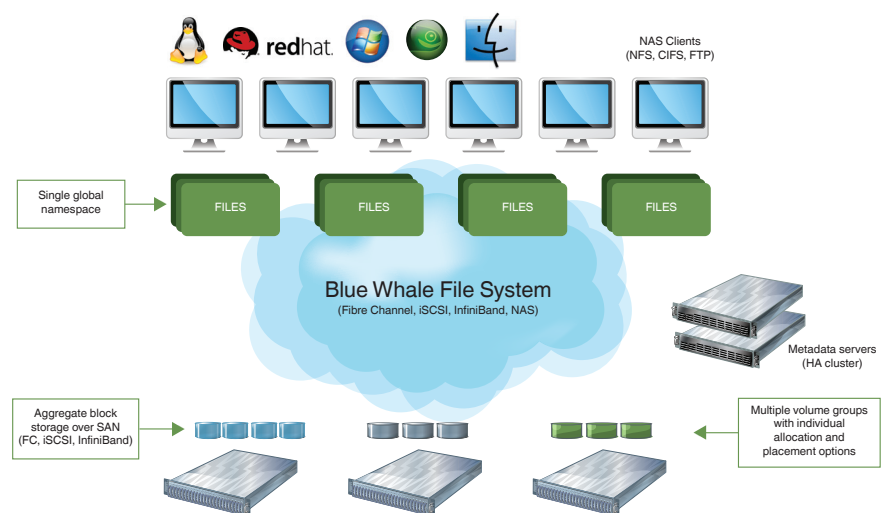 redhat.
NAS Clients
(NFS, CIFS, FTP)
Single global
namespace
FILES
FILES
FILES
FILES
Blue Whale File System
(Fibre Channel, iSCSI, InfiniBand, NAS)
Metadata servers
(HA cluster)
Aggregate block
storage over SAN
(FC, iSCSI, InfiniBand)
Multiple volume groups
with individual
allocation and
placement options